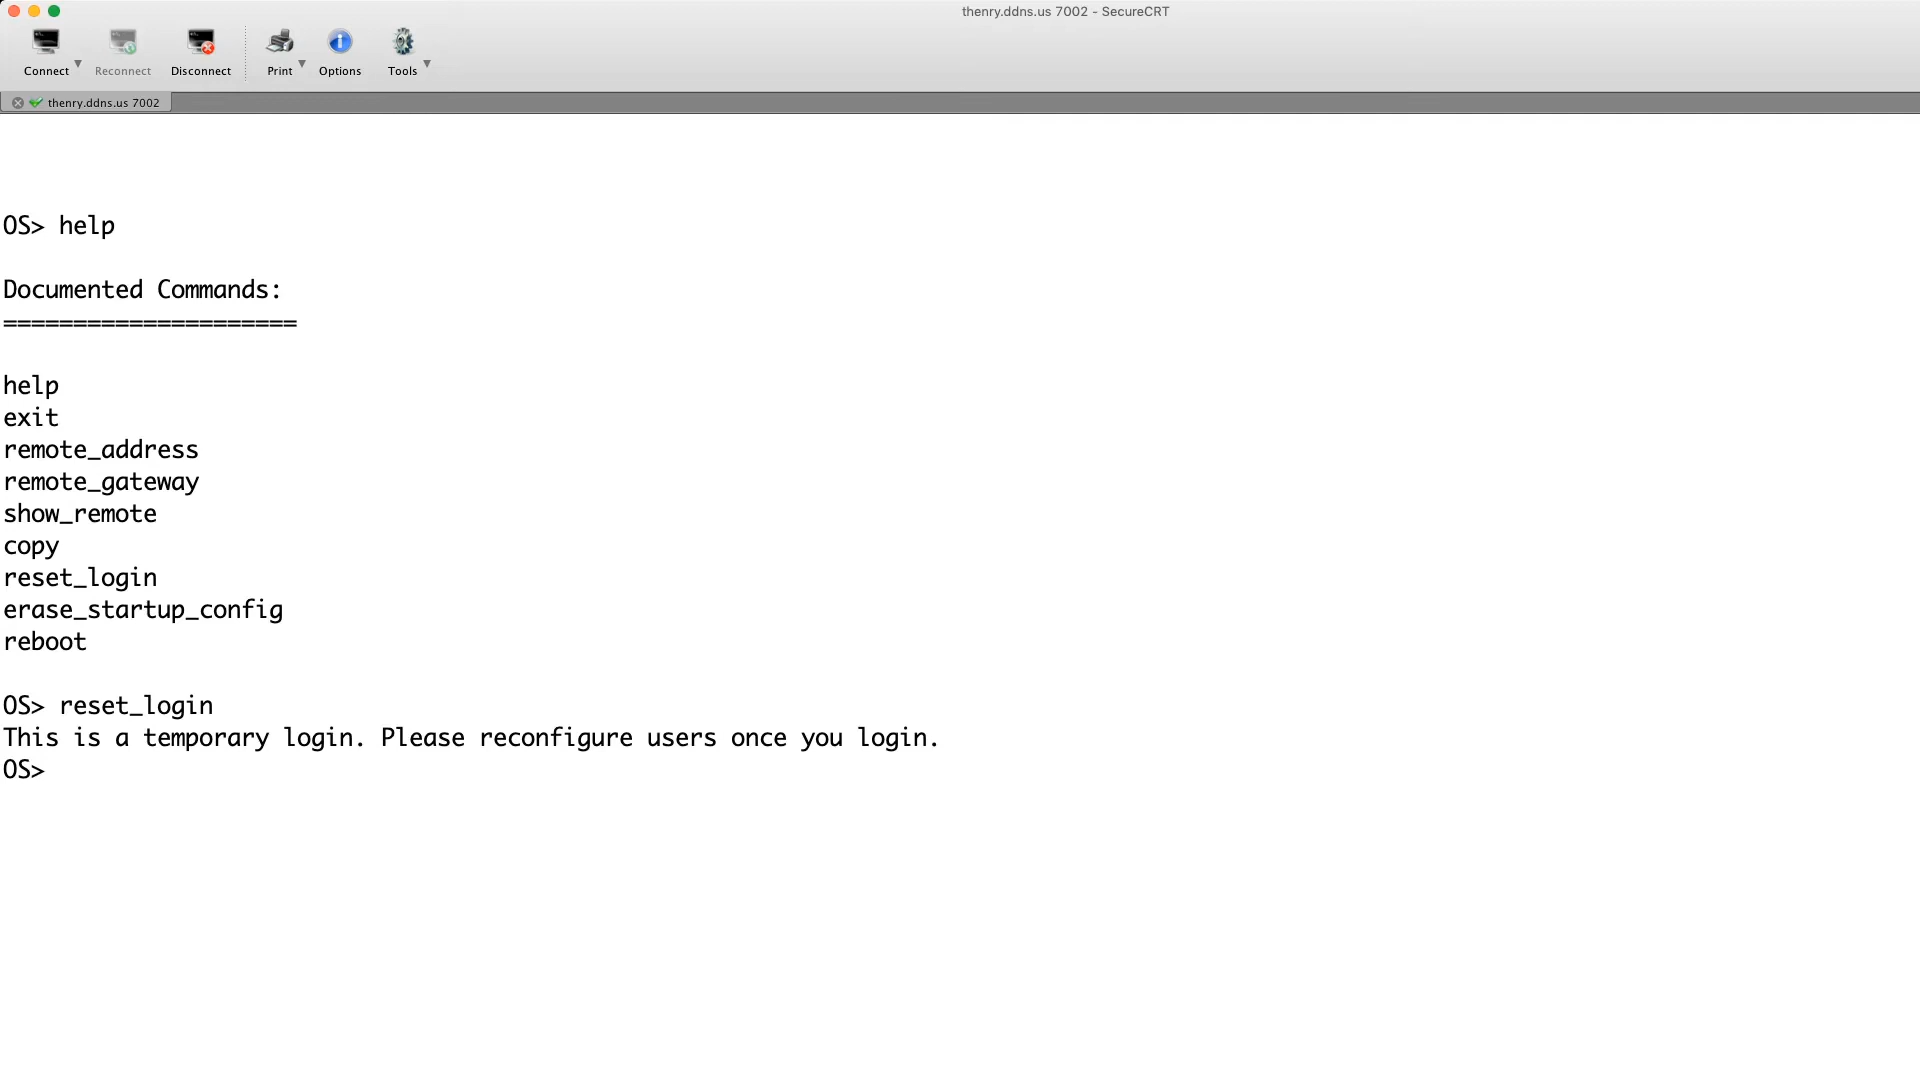 thenry.ddns.us 7002 - SecureCRT
Connect Reconnect Disconnect Print Options Tools
thenry.ddns.us 7002
OS> help
Documented Commands:
=====================
help
exit
remote_address
remote_gateway
show_remote
copy
reset_login
erase_startup_config
reboot
OS> reset_login
This is a temporary login. Please reconfigure users once you login.
OS>